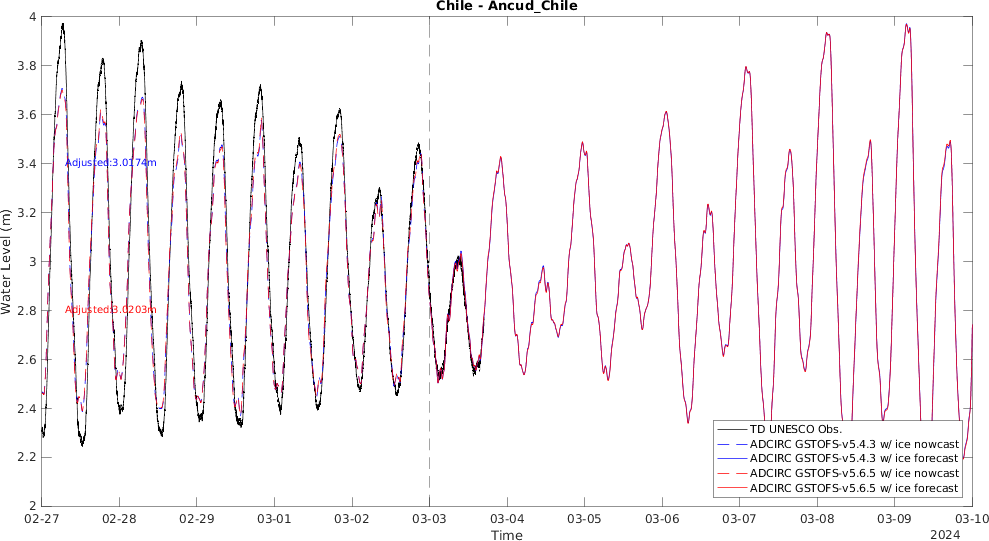 Chile - Ancud_Chile
4
3.8
3.6
3.4
3.2
3
2.8
2.6
2.4
2.2
2
Water Level (m)
Adjusted:3.0174m
Adjusted:3.0203m
TD UNESCO Obs.
ADCIRC GSTOFS-v5.4.3 w/ ice nowcast
ADCIRC GSTOFS-v5.4.3 w/ ice forecast
ADCIRC GSTOFS-v5.6.5 w/ ice nowcast
ADCIRC GSTOFS-v5.6.5 w/ ice forecast
02-27 02-28 02-29 03-01 03-02 03-03 03-04 03-05 03-06 03-07 03-08 03-09 03-10
Time
2024